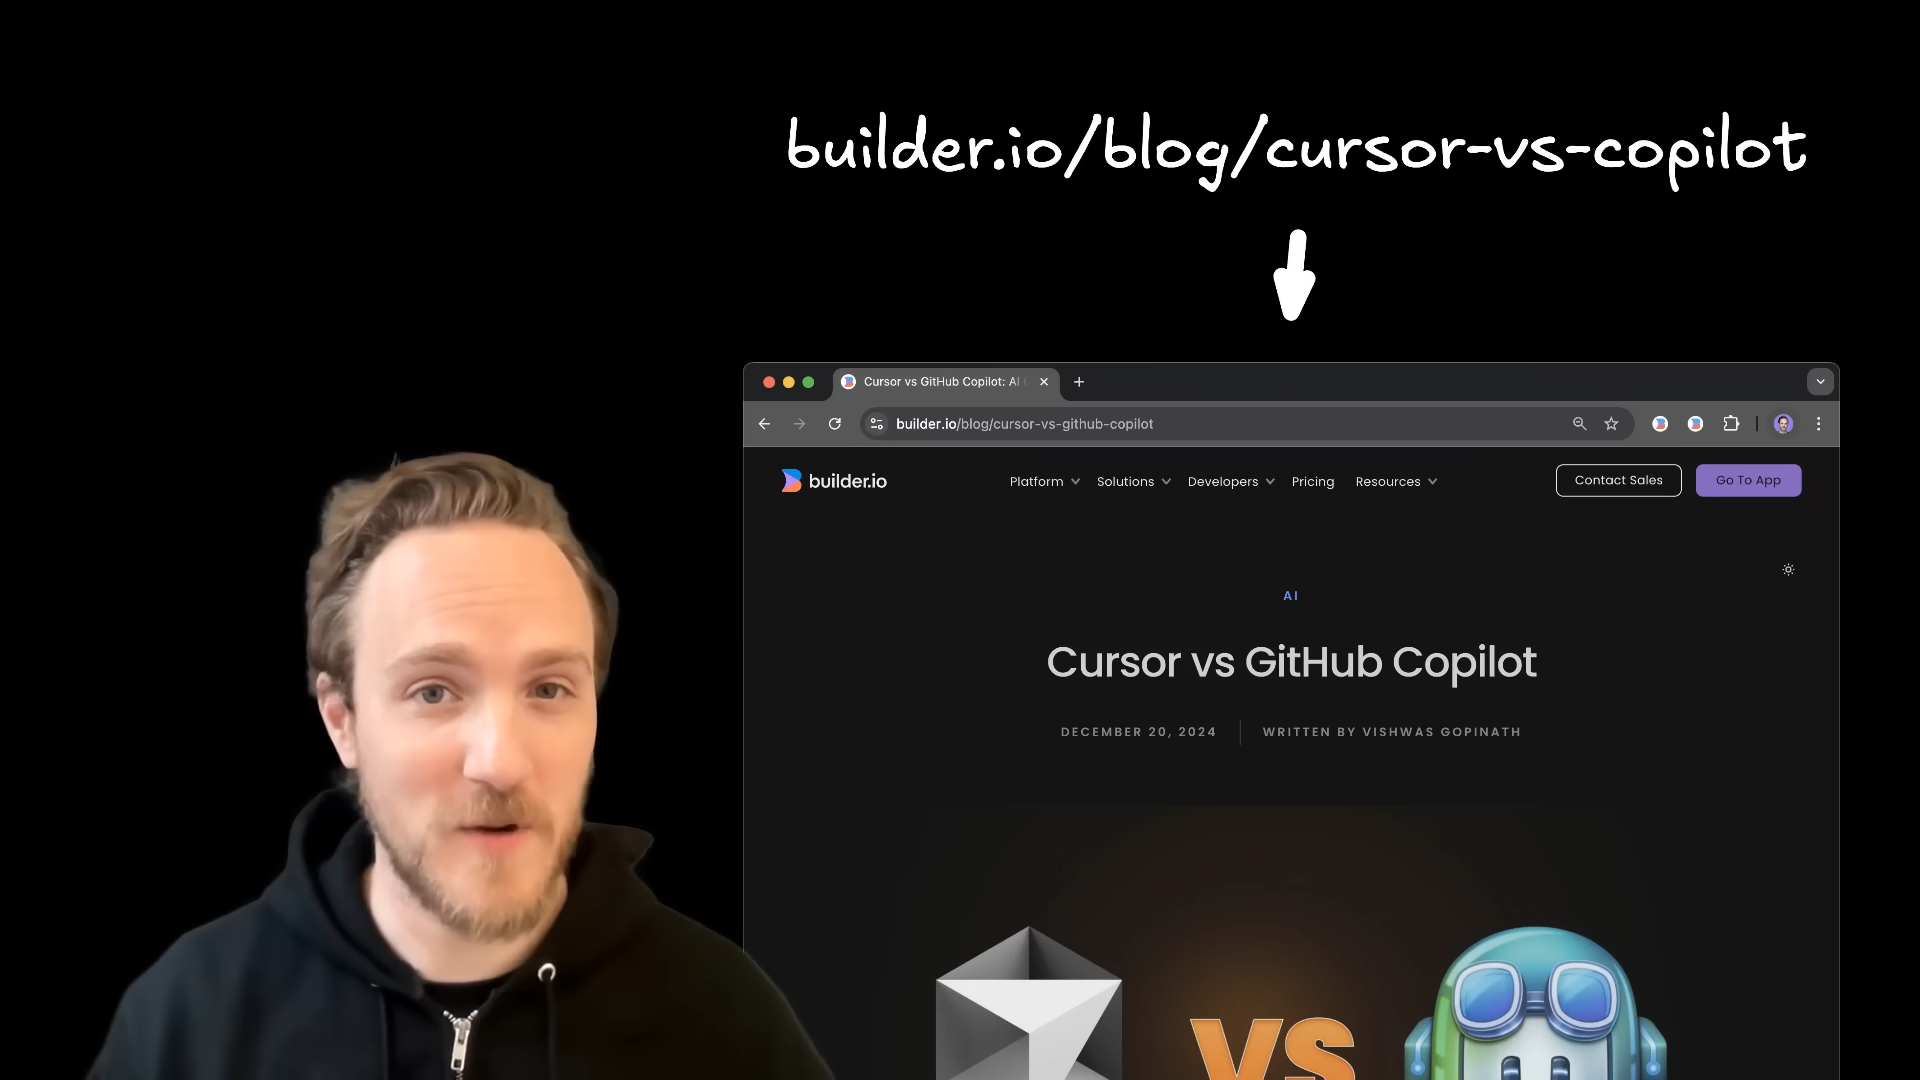 builder.io/blog/cursor-vs-copilot
Cursor vs GitHub Copilot: AI
builder.io/blog/cursor-vs-github-copilot
builder.io
Platform
Solutions
Developers
Pricing
Resources
Contact Sales
Go To App
AI
Cursor vs GitHub Copilot
DECEMBER 20, 2024
WRITTEN BY VISHWAS GOPINATH
vs